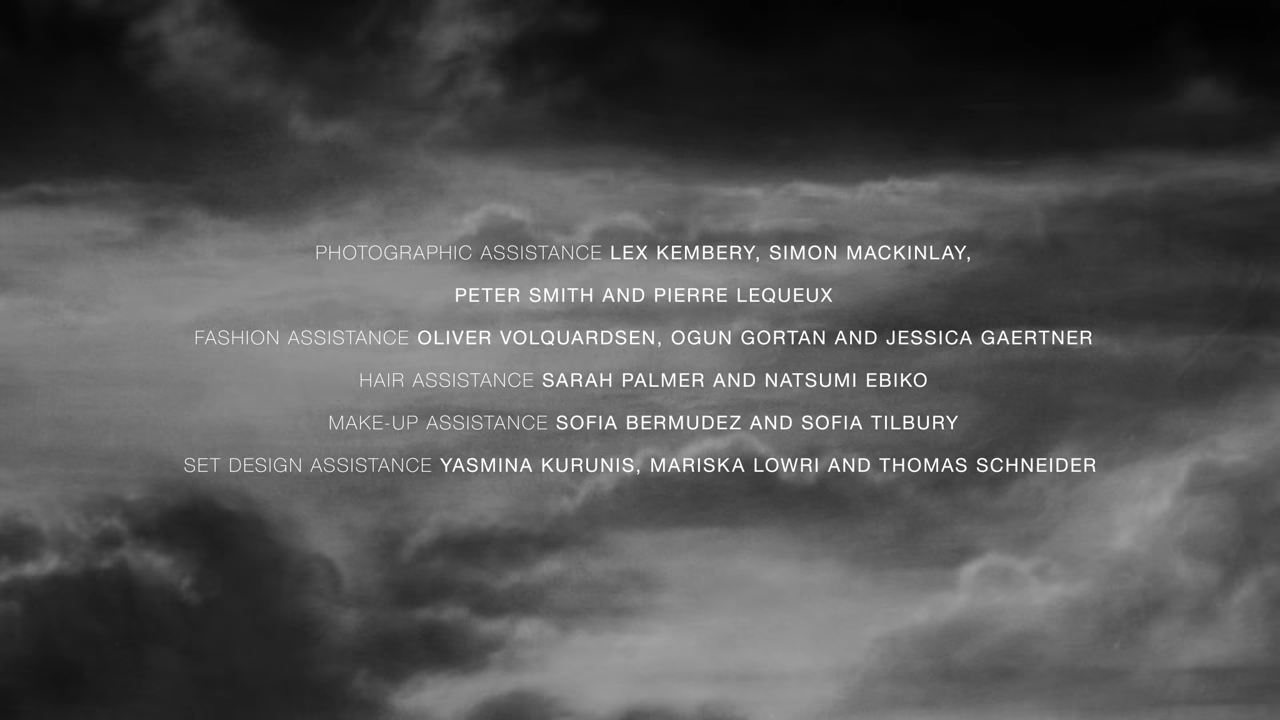 PHOTOGRAPHIC ASSISTANCE LEX KEMBERY, SIMON MACKINLAY,
PETER SMITH AND PIERRE LEQUEUX
FASHION ASSISTANCE OLIVER VOLQUARDSEN, OGUN GORTAN AND JESSICA GAERTNER
HAIR ASSISTANCE SARAH PALMER AND NATSUMI EBIKO
MAKE-UP ASSISTANCE SOFIA BERMUDEZ AND SOFIA TILBURY
SET DESIGN ASSISTANCE YASMINA KURUNIS, MARISKA LOWRI AND THOMAS SCHNEIDER